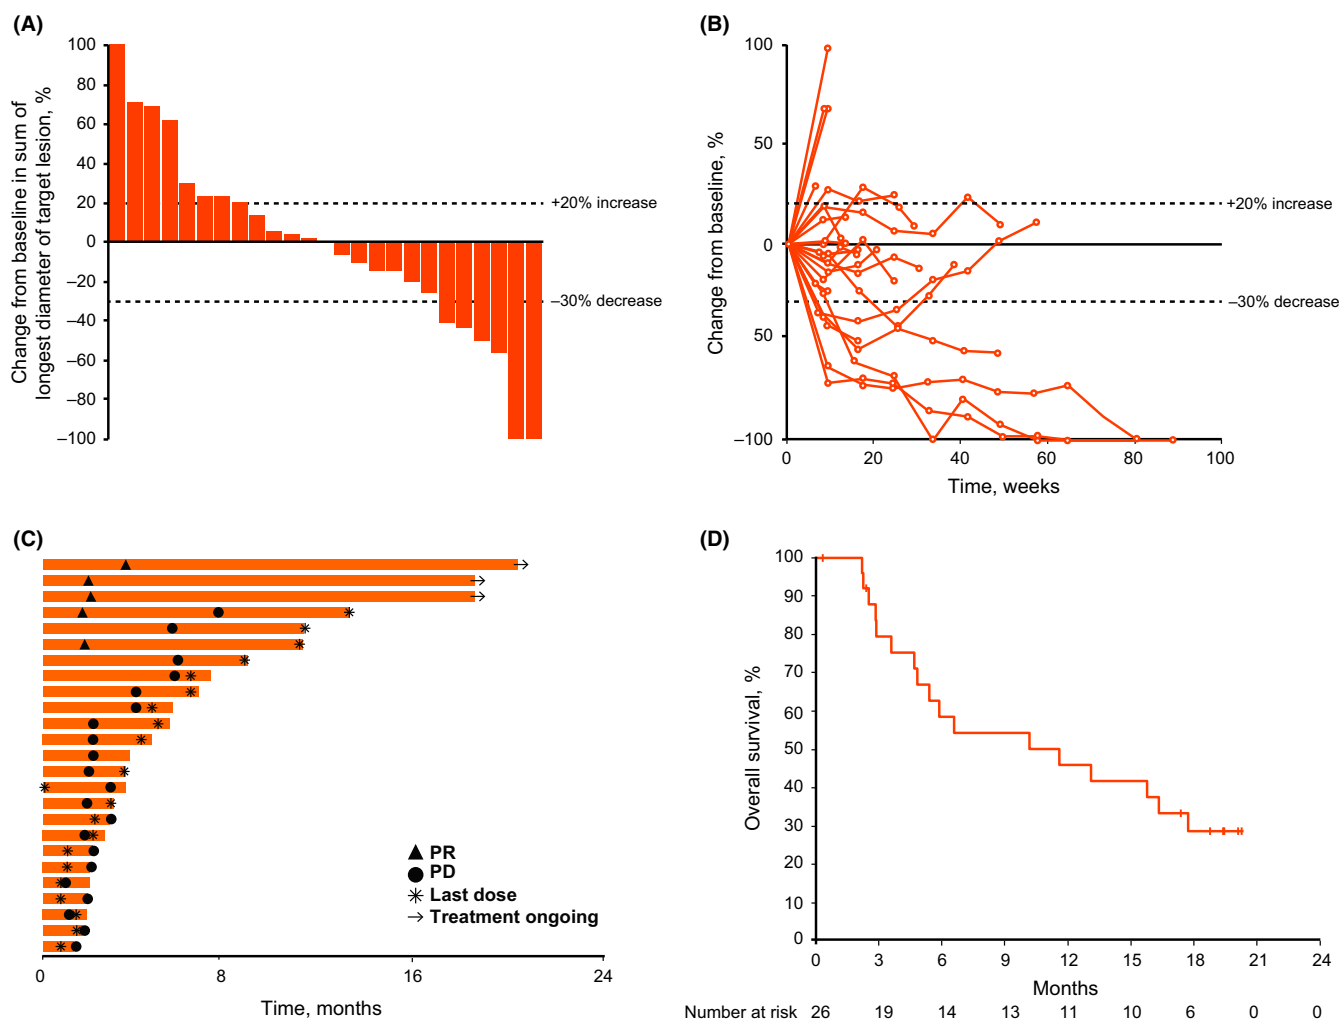 (A)
Change from baseline in sum of
longest diameter of target lesion, %
100
80
60
40
20
0
–20
–40
–60
–80
–100
+20% increase
–30% decrease
(B)
Change from baseline, %
100
50
0
50
–100
+20% increase
–30% decrease
0 20 40 60 80 100
Time, weeks
(C)
PR
PD
Last dose
Treatment ongoing
0 8 16 24
Time, months
(D)
Overall survival, %
100
90
80
70
60
50
40
30
20
10
0
0 3 6 9 12 15 18 21 24
Months
Number at risk 26 19 14 13 11 10 6 0 0